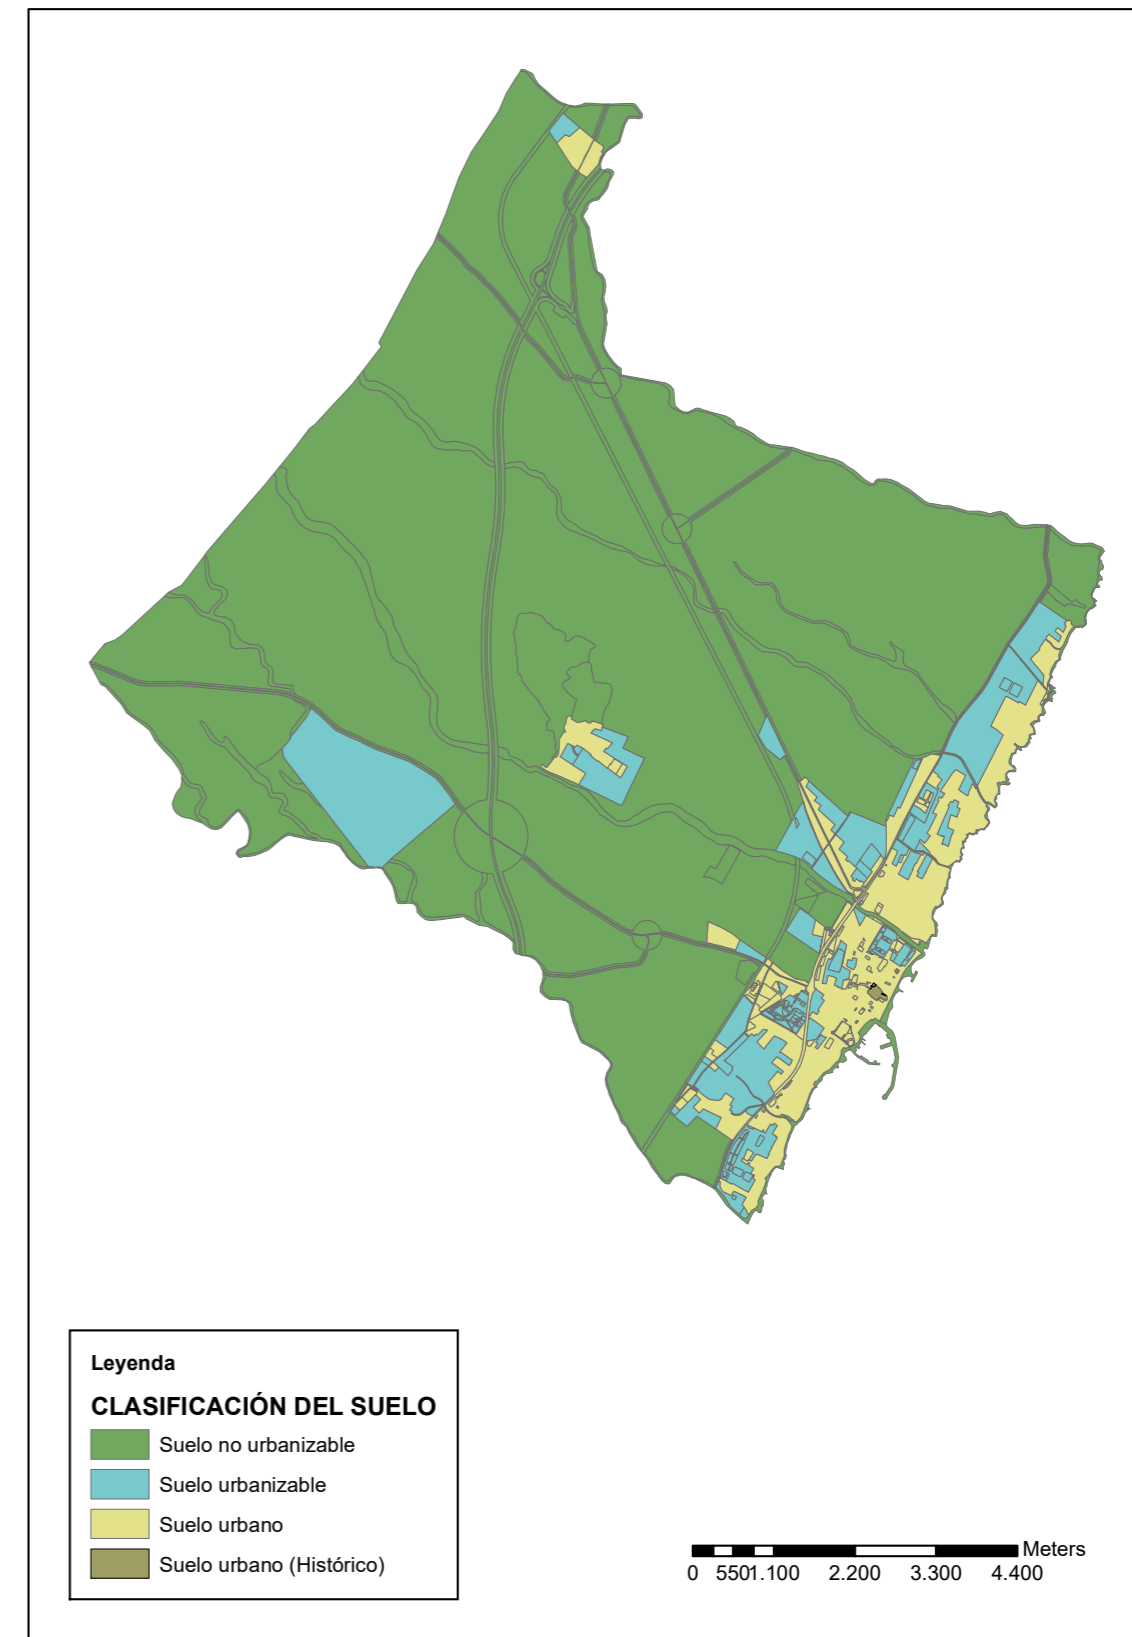 Leyenda
CLASIFICACIÓN DEL SUELO
Suelo no urbanizable
Suelo urbanizable
Suelo urbano
Suelo urbano (Histórico)
Meters
0 5501.100 2.200 3.300 4.400